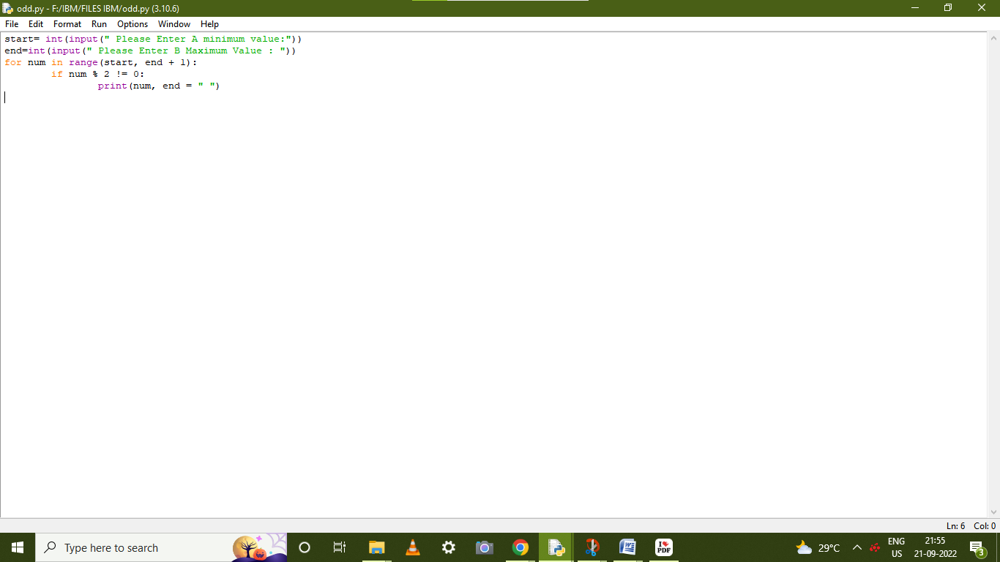 odd.py - F:/IBM/FILES IBM/odd.py (3.10.6)
File Edit Format Run Options Window Help
start= int(input(" Please Enter A minimum value:"))
end=int(input(" Please Enter B Maximum Value : "))
for num in range(start, end + 1):
        if num % 2 != 0:
                print(num, end = " ")
Ln: 6 Col: 0
Type here to search
I
PDF
29°C
ENG
US
21:55
21-09-2022
3